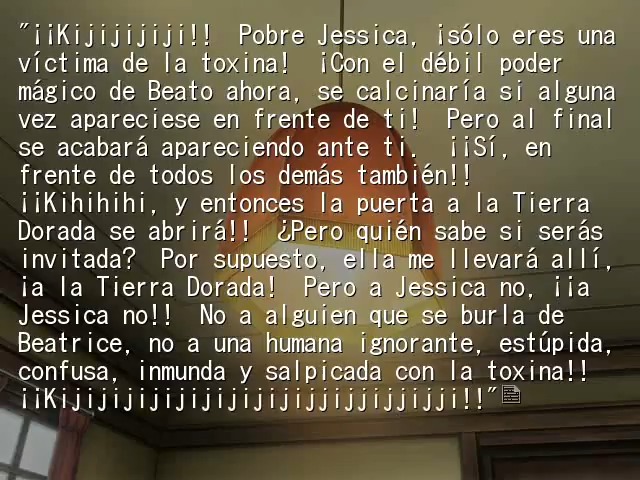 "¡¡Kijijijiji!!  Pobre Jessica, ¡sólo eres una
víctima de la toxina!  ¡Con el débil poder
mágico de Beato ahora, se calcinaría si alguna
vez apareciese en frente de ti!  Pero al final
se acabará apareciendo ante ti.  ¡¡Sí, en
frente de todos los demás también!!
¡¡Kihihihi, y entonces la puerta a la Tierra
Dorada se abrirá!!  ¿Pero quién sabe si serás
invitada?  Por supuesto, ella me llevará allí,
¡a la Tierra Dorada!  Pero a Jessica no, ¡¡a
Jessica no!!  No a alguien que se burla de
Beatrice, no a una humana ignorante, estúpida,
confusa, inmunda y salpicada con la toxina!!
¡¡Kijijijijijijijijijijjijjijjijji!!"